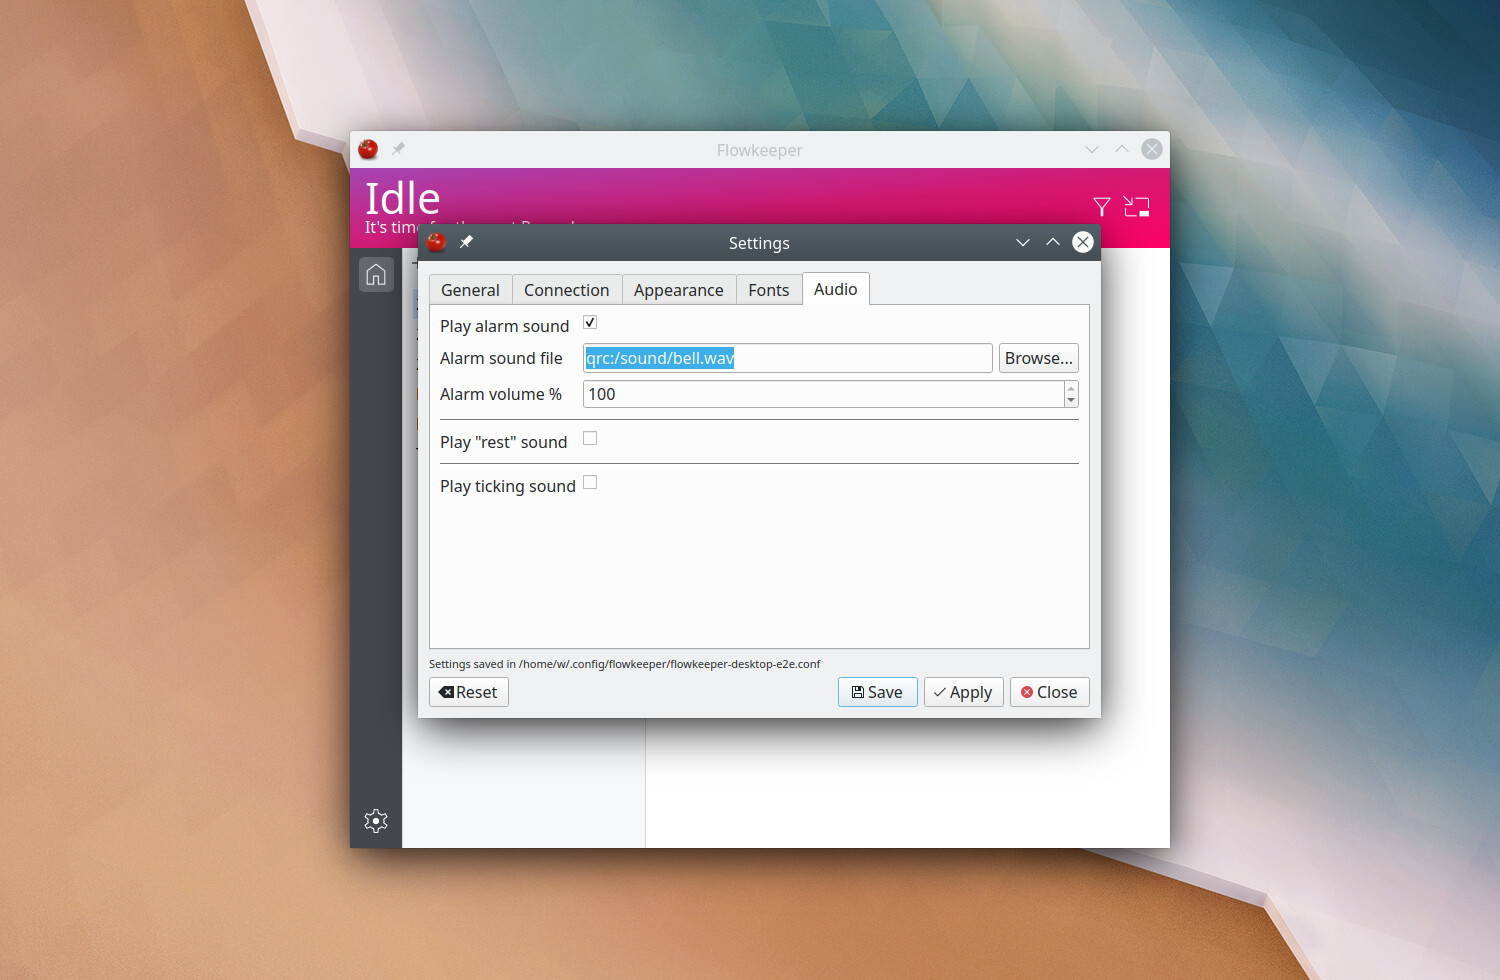 Flowkeeper
Idle
It's time
Settings
General Connection Appearance Fonts Audio
Play alarm sound
Alarm sound file qrc:/sound/bell.wav Browse...
Alarm volume % 100
Play "rest" sound
Play ticking sound
Settings saved in /home/w/.config/flowkeeper/flowkeeper-desktop-e2e.conf
Reset Save Apply Close